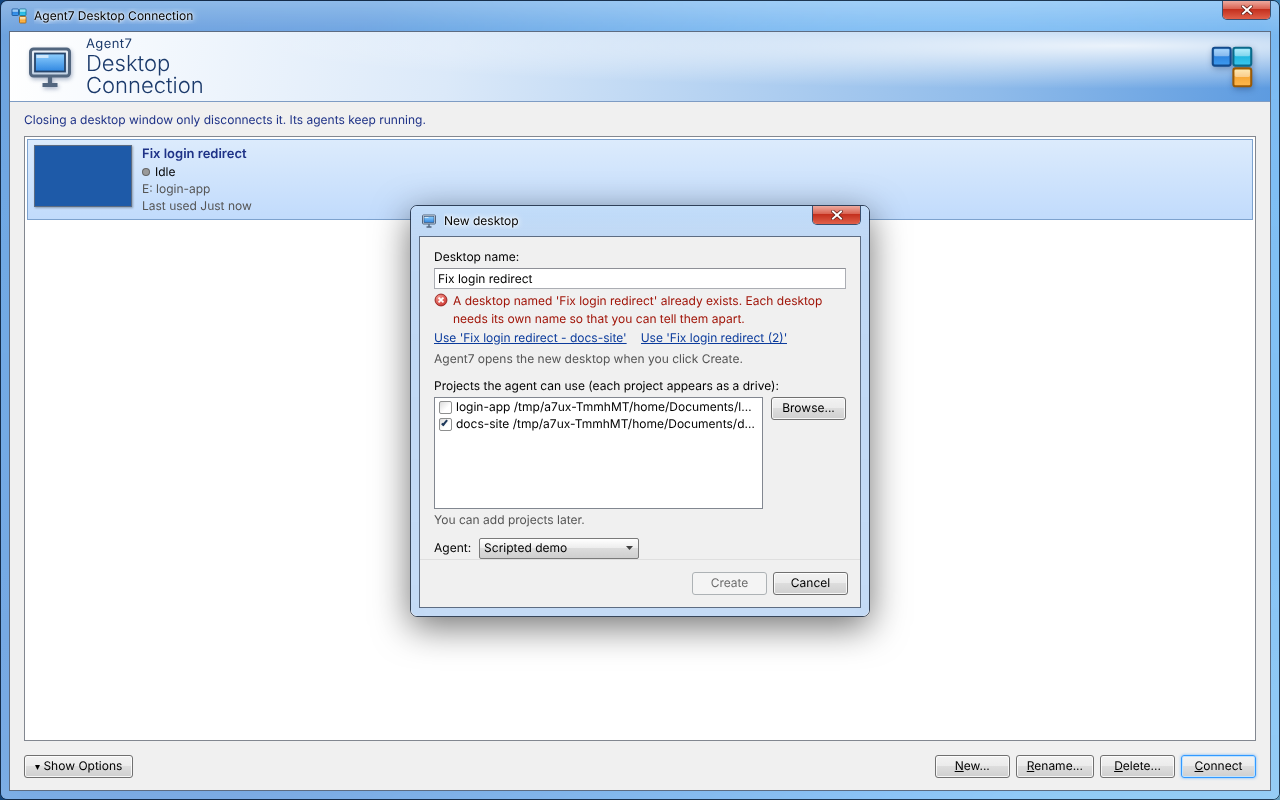 Agent7 Desktop Connection
Agent7
Desktop
Connection
Closing a desktop window only disconnects it. Its agents keep running.
Fix login redirect
Idle
E: login-app
Last used Just now
New desktop
Desktop name:
Fix login redirect
A desktop named 'Fix login redirect' already exists. Each desktop
needs its own name so that you can tell them apart.
Use 'Fix login redirect - docs-site' Use 'Fix login redirect (2)'
Agent7 opens the new desktop when you click Create.
Projects the agent can use (each project appears as a drive):
login-app /tmp/a7ux-TmmhMT/home/Documents/l...
Browse...
docs-site /tmp/a7ux-TmmhMT/home/Documents/d...
You can add projects later.
Agent: Scripted demo
Create Cancel
Show Options New... Rename... Delete... Connect